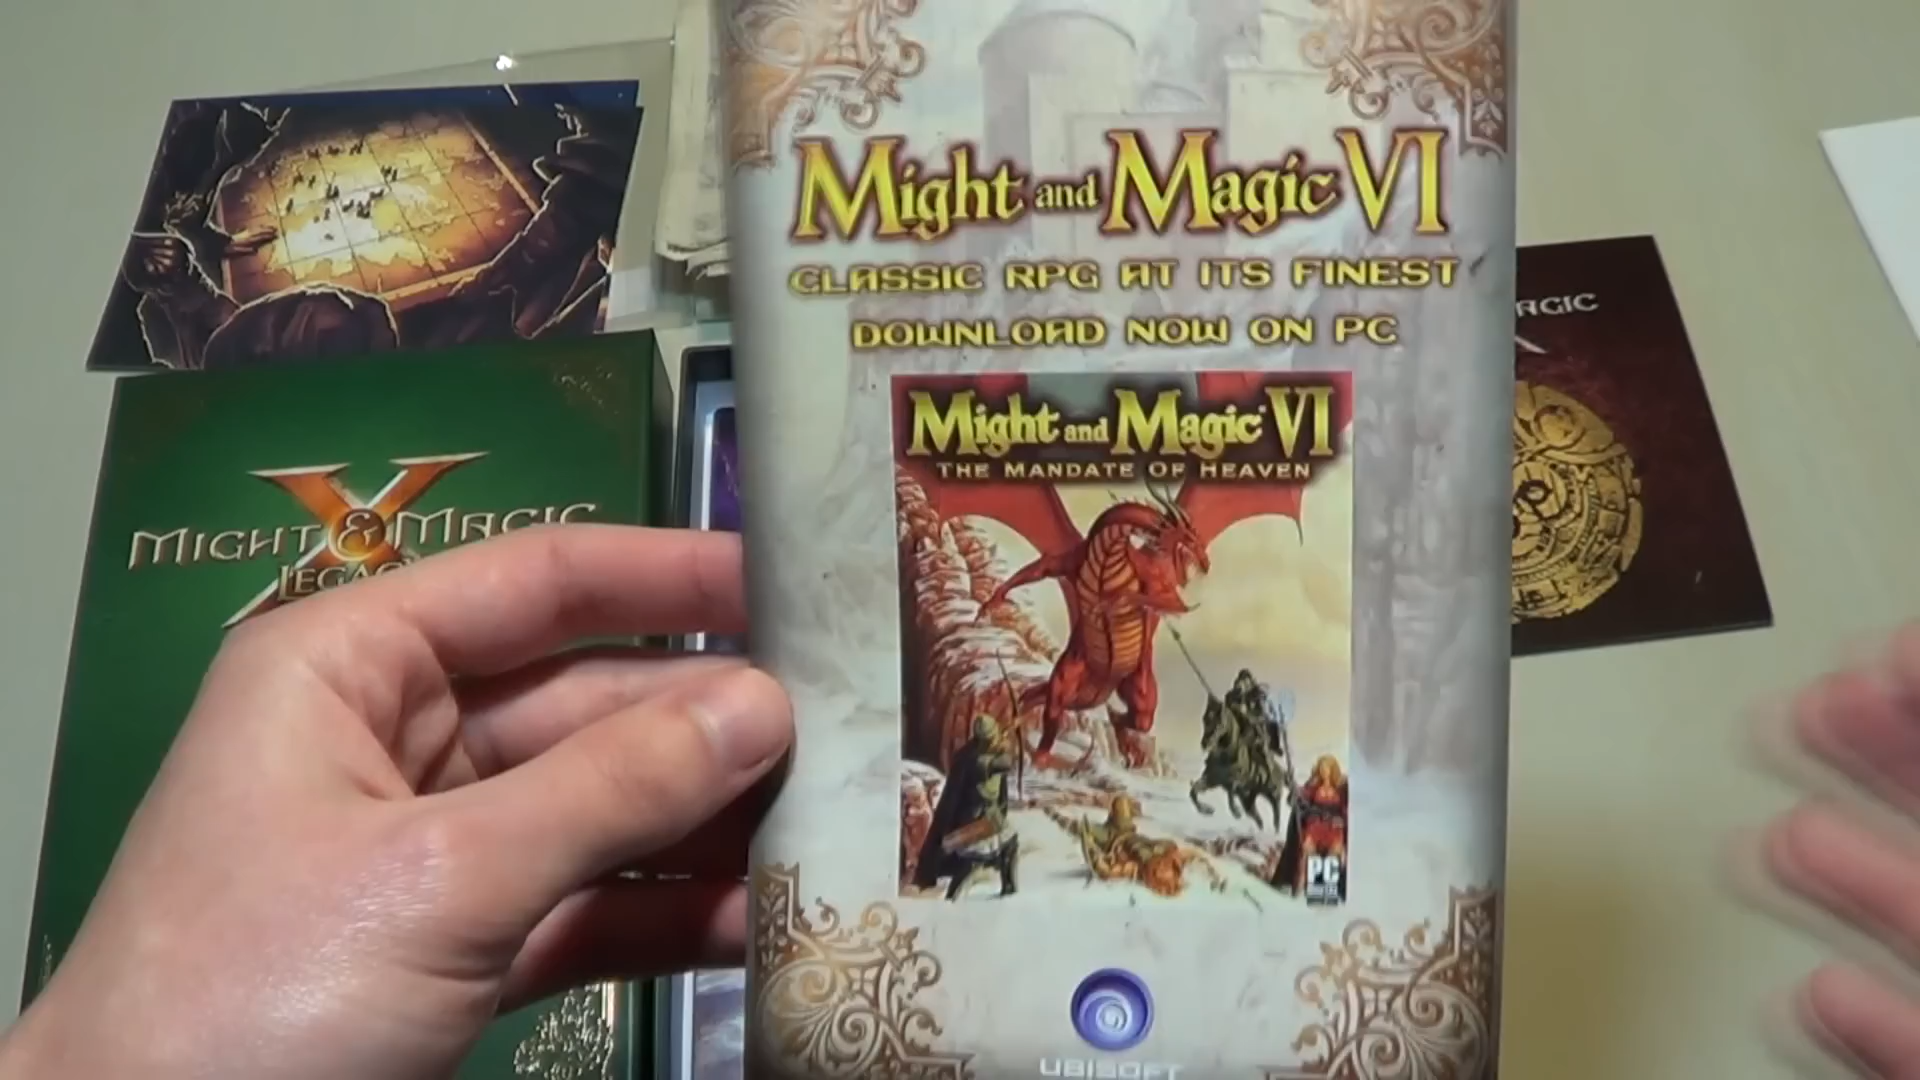 Might and Magic VI
CLASSIC RPG AT ITS FINEST
DOWNLOAD NOW ON PC
Might and Magic VI
THE MANDATE OF HEAVEN
PC
UBISOFT
X
MIGHT & MAGIC
AGIC